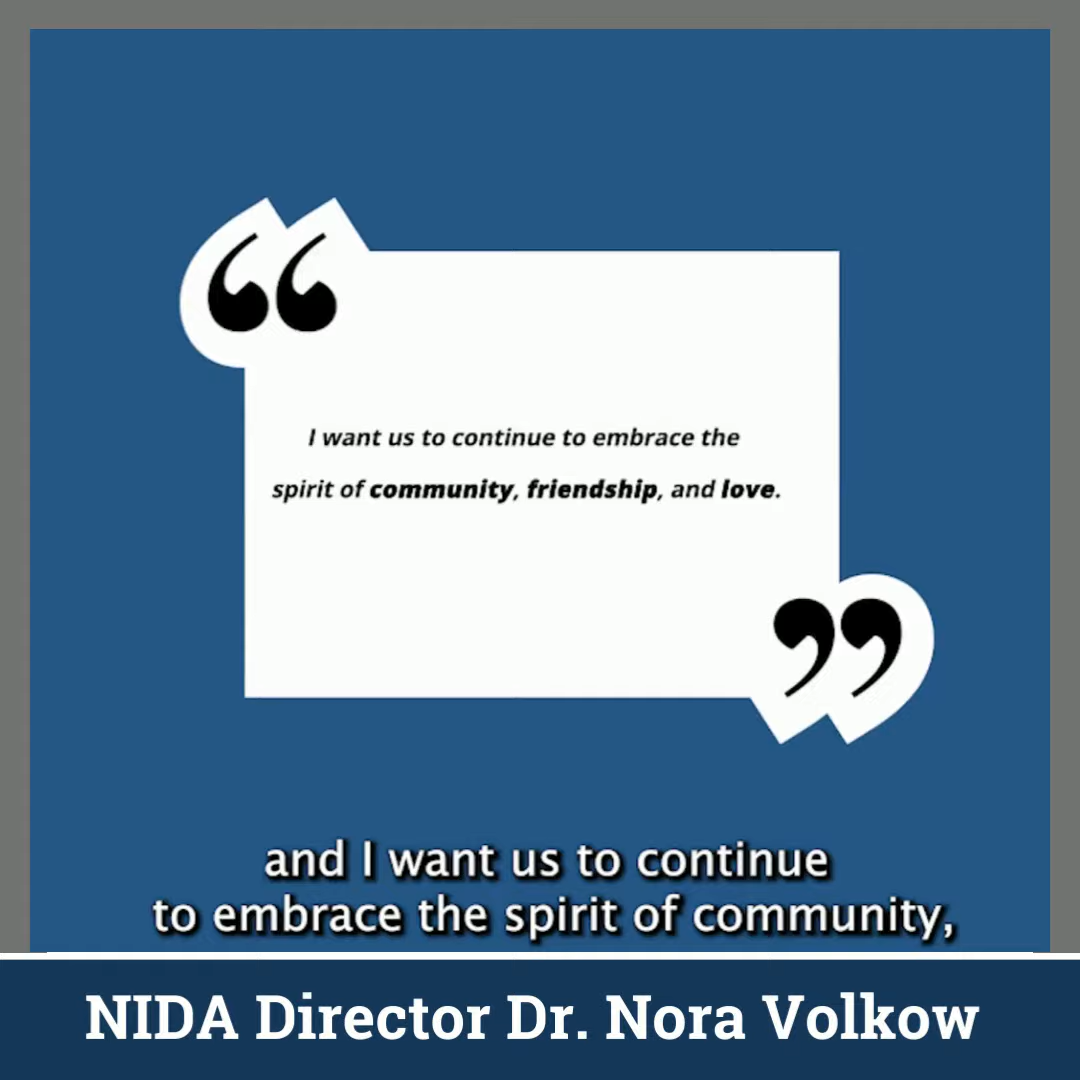 “
I want us to continue to embrace the
spirit of community, friendship, and love.
”
and I want us to continue
to embrace the spirit of community,
NIDA Director Dr. Nora Volkow